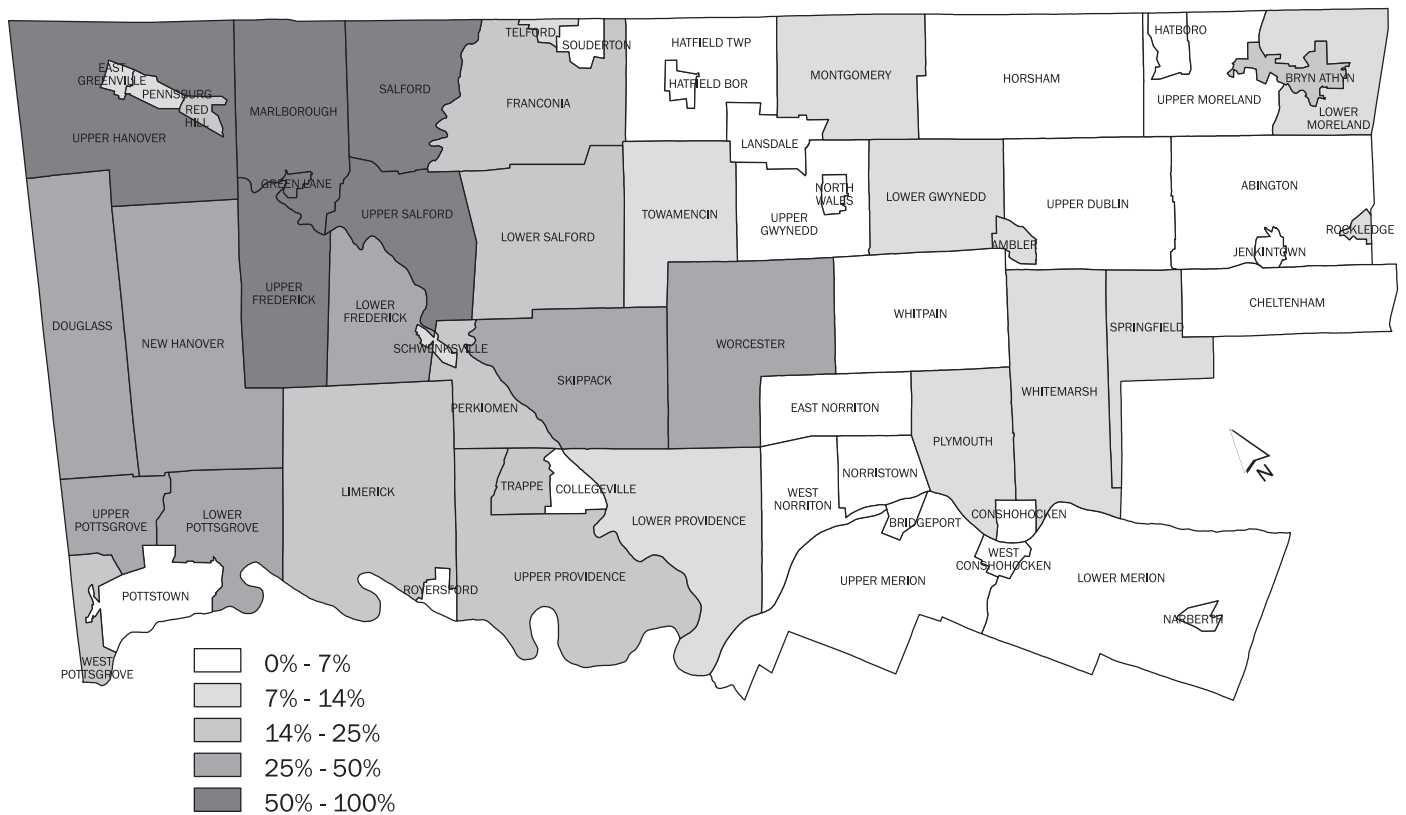 TELFORD
SOUDERTON
HATFIELD TWP
HATBORO
EAST
GREENVILLE
PENNSBURG
RED
HILL
UPPER HANOVER
MARLBOROUGH
SALFORD
FRANCONIA
HATFIELD BOR
MONTGOMERY
HORSHAM
UPPER MORELAND
BRYN ATHYN
LOWER
MORELAND
LANSDALE
GREEN LANE
UPPER SALFORD
LOWER SALFORD
TOWAMENCIN
UPPER
GWYNEDD
NORTH
WALES
LOWER GWYNEDD
AMBLER
UPPER DUBLIN
ABINGTON
ROCKLEDGE
JENKINTOWN
CHELTENHAM
DOUGLASS
NEW HANOVER
UPPER
FREDERICK
LOWER
FREDERICK
SCHWENKSVILLE
SKIPPACK
WORCESTER
WHITPAIN
SPRINGFIELD
WHITEMARSH
PERKIOMEN
EAST NORRITON
PLYMOUTH
N
UPPER
POTTSGROVE
LOWER
POTTSGROVE
LIMERICK
TRAPPE
COLLEGEVILLE
LOWER PROVIDENCE
WEST
NORRITON
NORRISTOWN
BRIDGEPORT
CONSHOHOCKEN
WEST
CONSHOHOCKEN
POTTSTOWN
ROYERSFORD
UPPER PROVIDENCE
UPPER MERION
LOWER MERION
NARBERTH
WEST
POTTSGROVE
0% - 7%
7% - 14%
14% - 25%
25% - 50%
50% - 100%